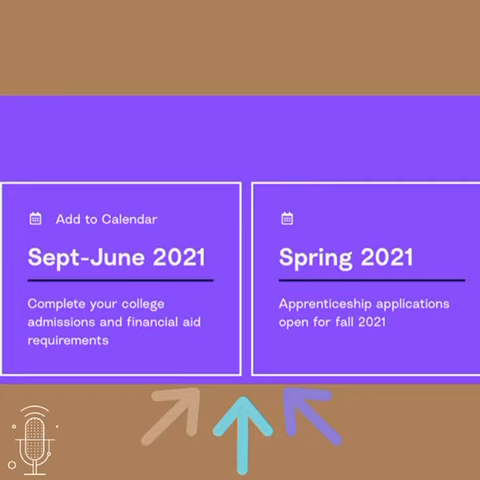 Add to Calendar
Sept-June 2021
Complete your college
admissions and financial aid
requirements
Spring 2021
Apprenticeship applications
open for fall 2021